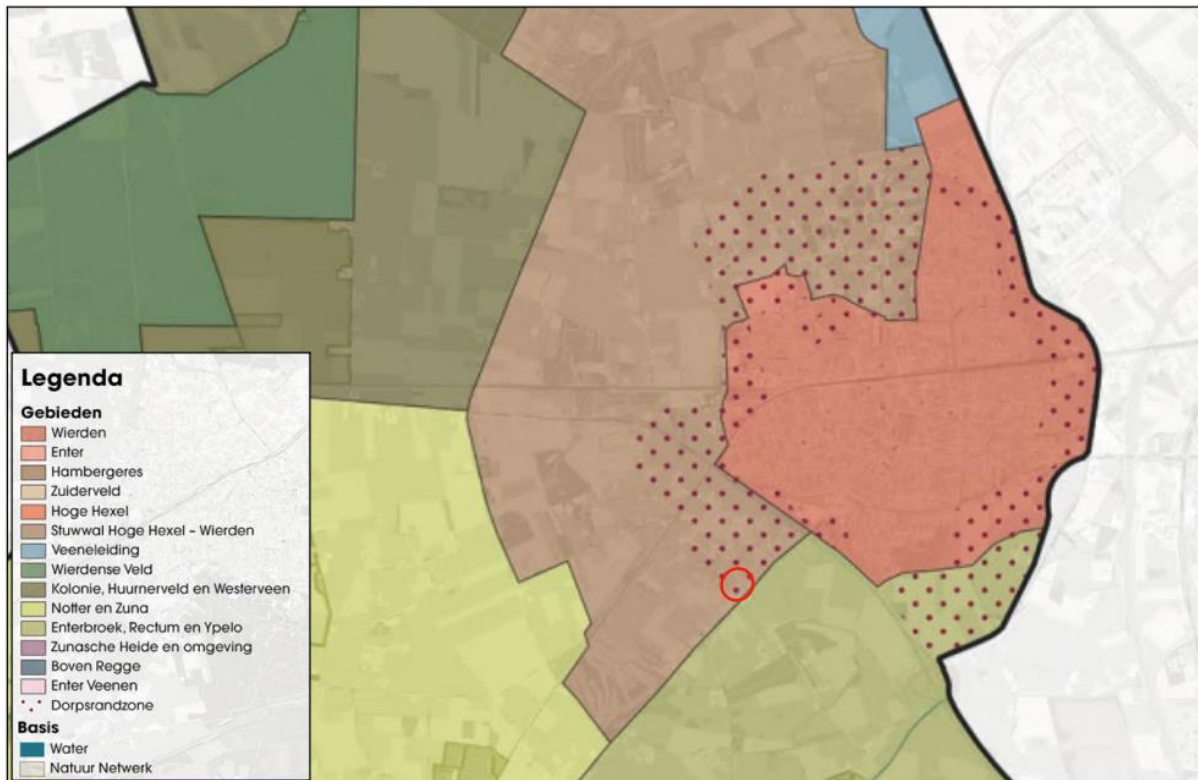 Legenda
Gebieden
Wierden
Enter
Hambergeres
Zuiderveld
Hoge Hexel
Stuwwal Hoge Hexel – Wierden
Veeneleiding
Wierdense Veld
Kolonie, Huurnerveld en Westerveen
Notter en Zuna
Enterbroek, Rectum en Ypelo
Zunasche Heide en omgeving
Boven Regge
Enter Veenen
Dorpsrandzone
Basis
Water
Natuur Netwerk